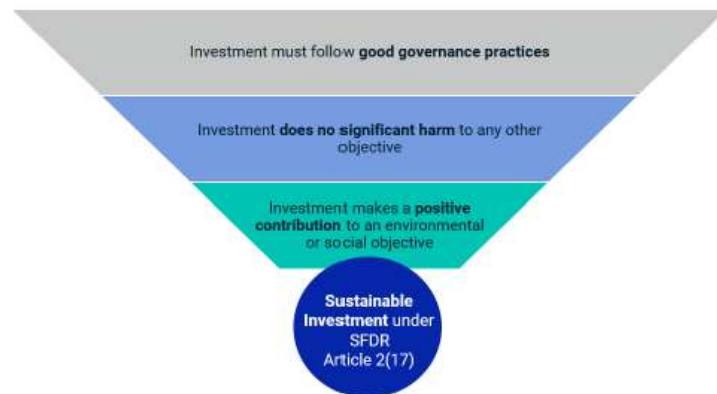 Investment must follow good governance practices
Investment does no significant harm to any other
objective
Investment makes a positive
contribution to an environmental
or social objective
Sustainable
Investment under
SFDR
Article 2(17)